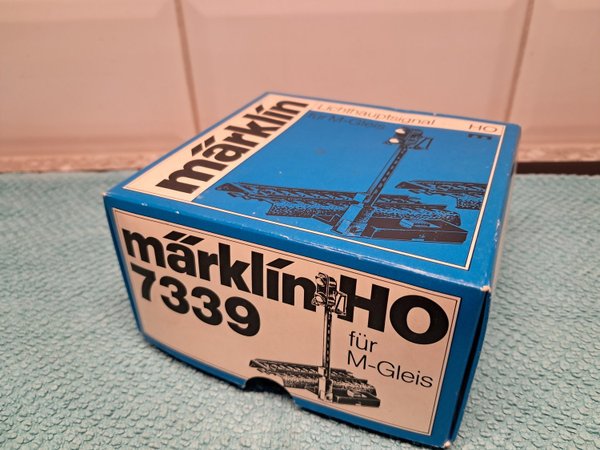 märklin
Lichthauptsignal
für M-Gleis
HO
märklin HO
7339
für
M-Gleis